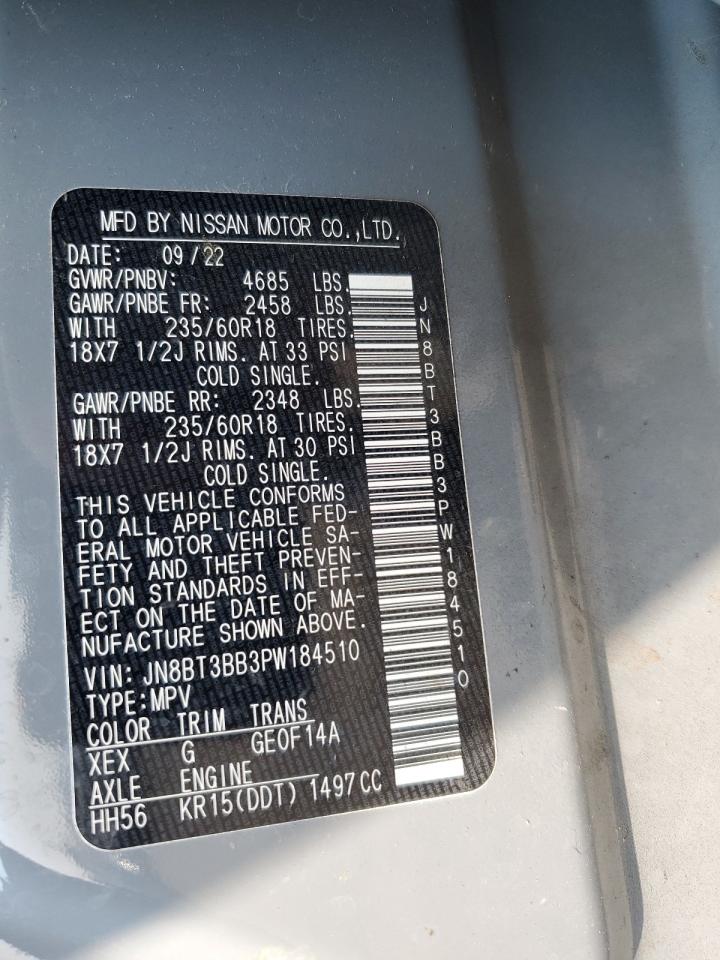 MFD BY NISSAN MOTOR CO.,LTD.
DATE: 09/22
GVWR/PNBV: 4685 LBS.
GAWR/PNBE FR: 2458 LBS.
WITH 235/60R18 TIRES.
18X7 1/2J RIMS. AT 33 PSI
COLD SINGLE.
GAWR/PNBE RR: 2348 LBS.
WITH 235/60R18 TIRES.
18X7 1/2J RIMS. AT 30 PSI
COLD SINGLE.
THIS VEHICLE CONFORMS
TO ALL APPLICABLE FED-
ERAL MOTOR VEHICLE SA-
FETY AND THEFT PREVEN-
TION STANDARDS IN EFF-
ECT ON THE DATE OF MA-
NUFACTURE SHOWN ABOVE.
VIN: JN8BT3BB3PW184510
TYPE:MPV
COLOR TRIM TRANS
XEX G GE0F14A
AXLE ENGINE
HH56 KR15(DDT) 1497CC
JN8BT3BB3PW184510